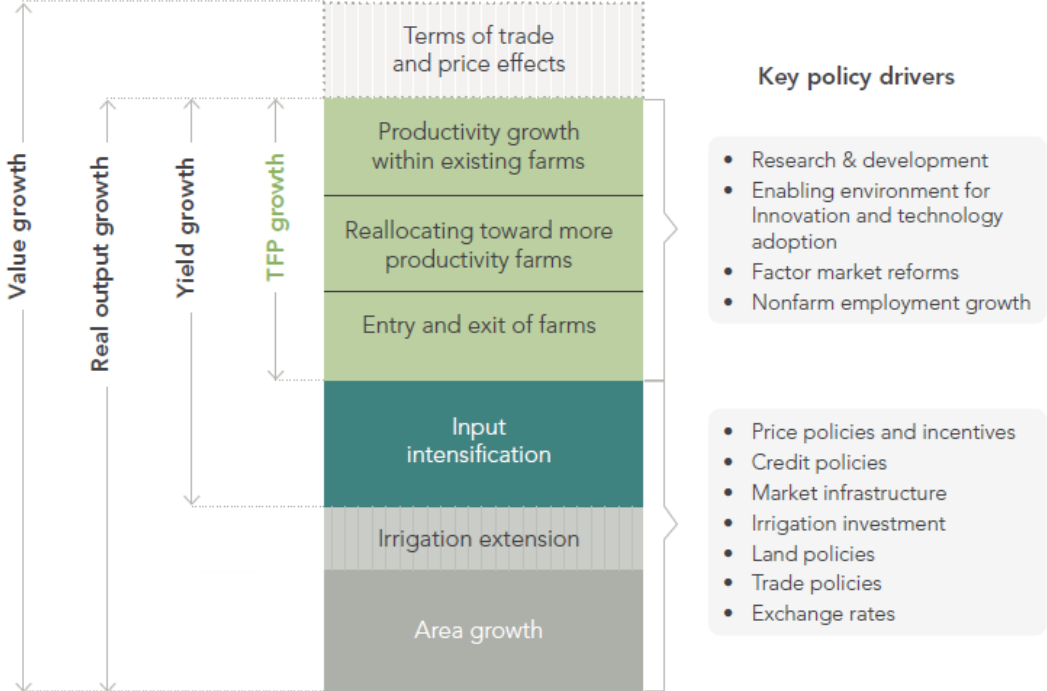 Value growth
Real output growth
Yield growth
TFP growth
Terms of trade
and price effects
Productivity growth
within existing farms
Reallocating toward more
productivity farms
Entry and exit of farms
Input
intensification
Irrigation extension
Area growth
Key policy drivers
• Research & development
• Enabling environment for
Innovation and technology
adoption
• Factor market reforms
• Nonfarm employment growth
• Price policies and incentives
• Credit policies
• Market infrastructure
• Irrigation investment
• Land policies
• Trade policies
• Exchange rates